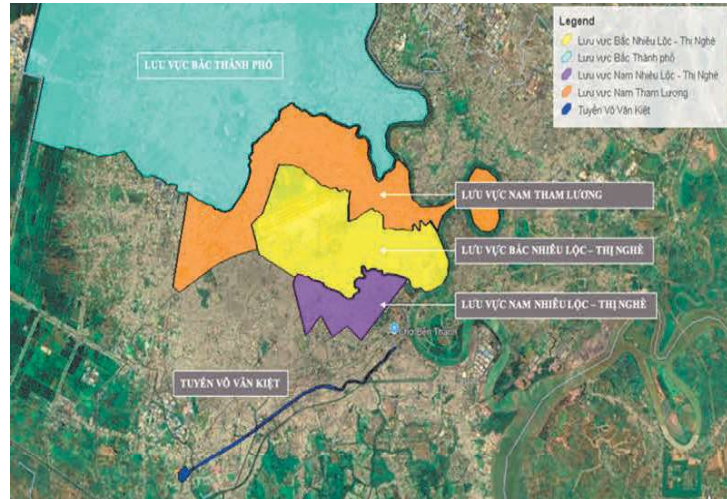 Legend
Lưu vực Bắc Nhiêu Lộc - Thị Nghè
Lưu vực Bắc Thành phố
Lưu vực Nam Nhiêu Lộc - Thị Nghè
Lưu vực Nam Tham Lương
Tuyến Võ Văn Kiệt
LƯU VỰC BẮC THÀNH PHỐ
LƯU VỰC NAM THAM LƯƠNG
LƯU VỰC BẮC NHIÊU LỘC – THỊ NGHÈ
LƯU VỰC NAM NHIÊU LỘC – THỊ NGHÈ
Chợ Bến Thành
TUYẾN VÕ VĂN KIỆT